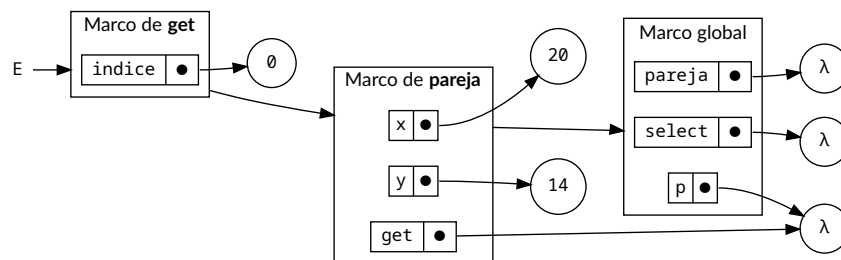 Marco de get
E
indice
0
Marco de pareja
x
20
y
14
get
Marco global
pareja
λ
select
λ
p
λ